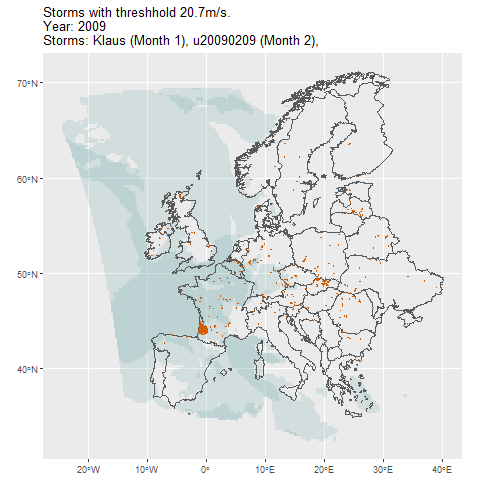 Storms with threshhold 20.7m/s.
Year: 2009
Storms: Klaus (Month 1), u20090209 (Month 2),
70°N
60°N
50°N
40°N
20°W
10°W
0°
10°E
20°E
30°E
40°E